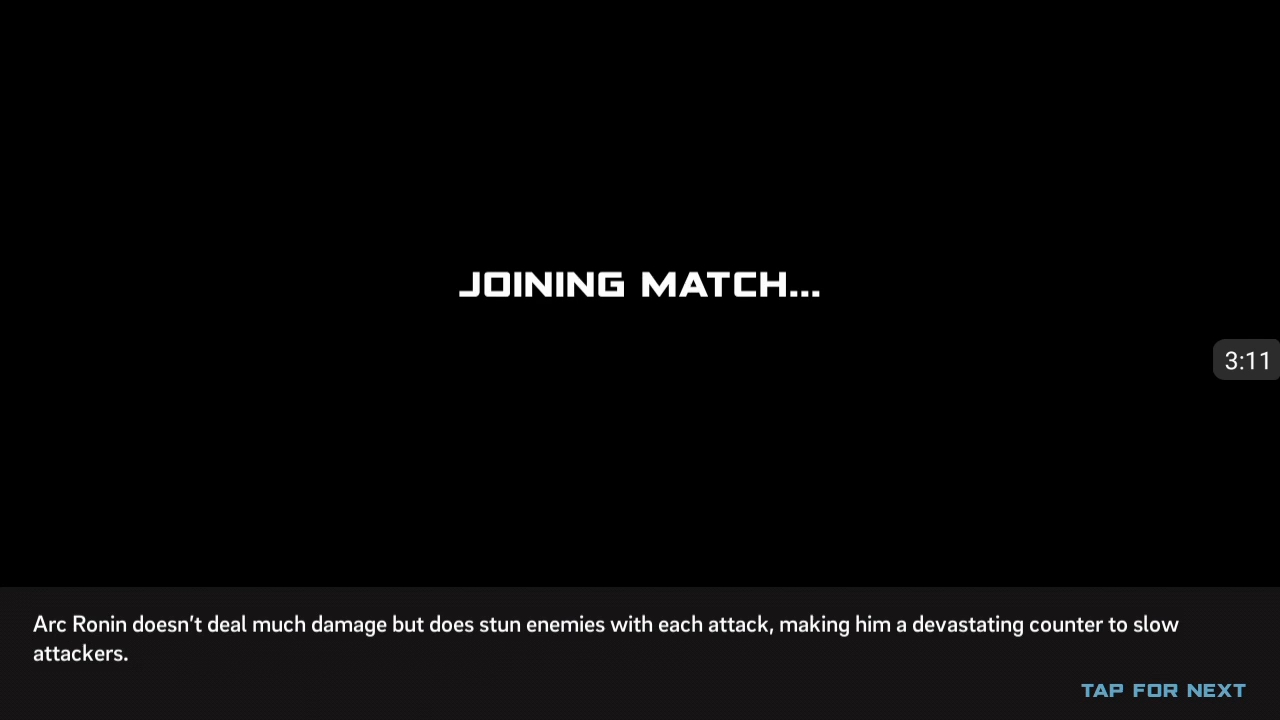 JOINING MATCH...
3:11
Arc Ronin doesn't deal much damage but does stun enemies with each attack, making him a devastating counter to slow
attackers.
TAP FOR NEXT